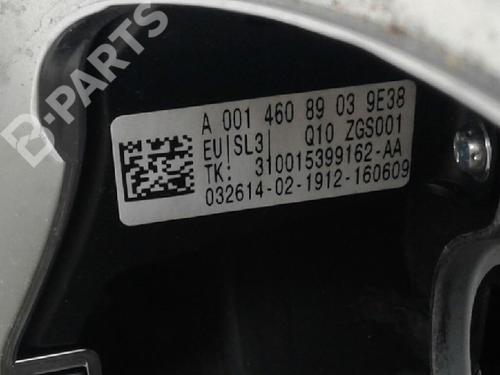 B-PARTS
A 001 460 89 03 9E38
EU|SL3| Q10 ZGS001
TK: 310015399162-AA
032614-02-1912-160609